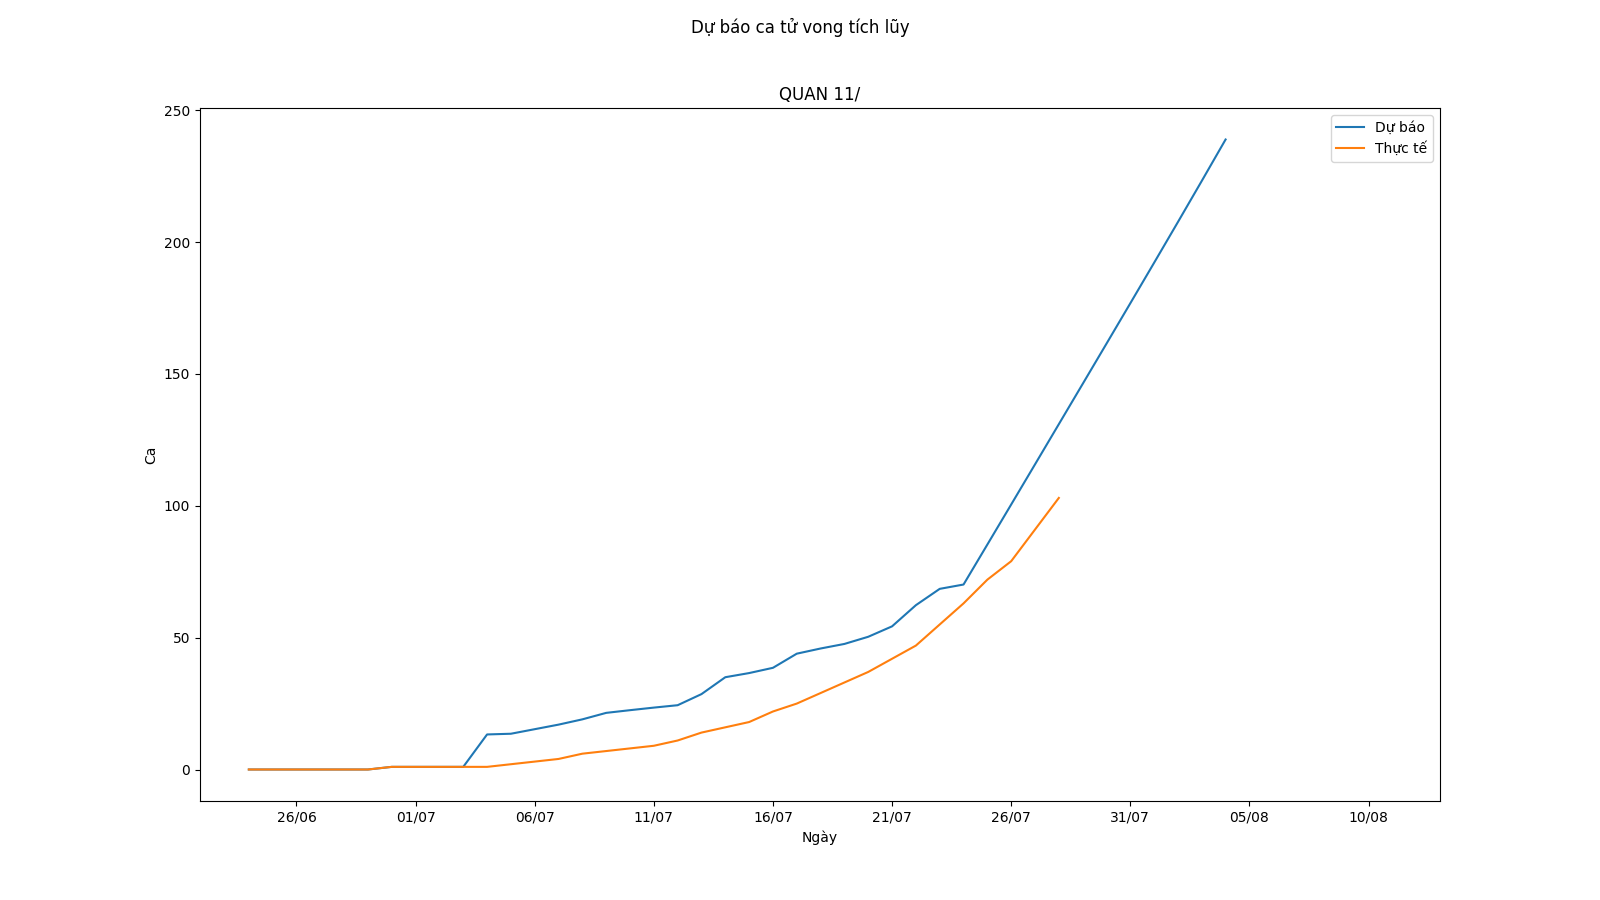 Dự báo ca tử vong tích lũy
QUAN 11/
Dự báo
Thực tế
250
200
150
100
50
0
Ca
26/06 01/07 06/07 11/07 16/07 21/07 26/07 31/07 05/08 10/08
Ngày